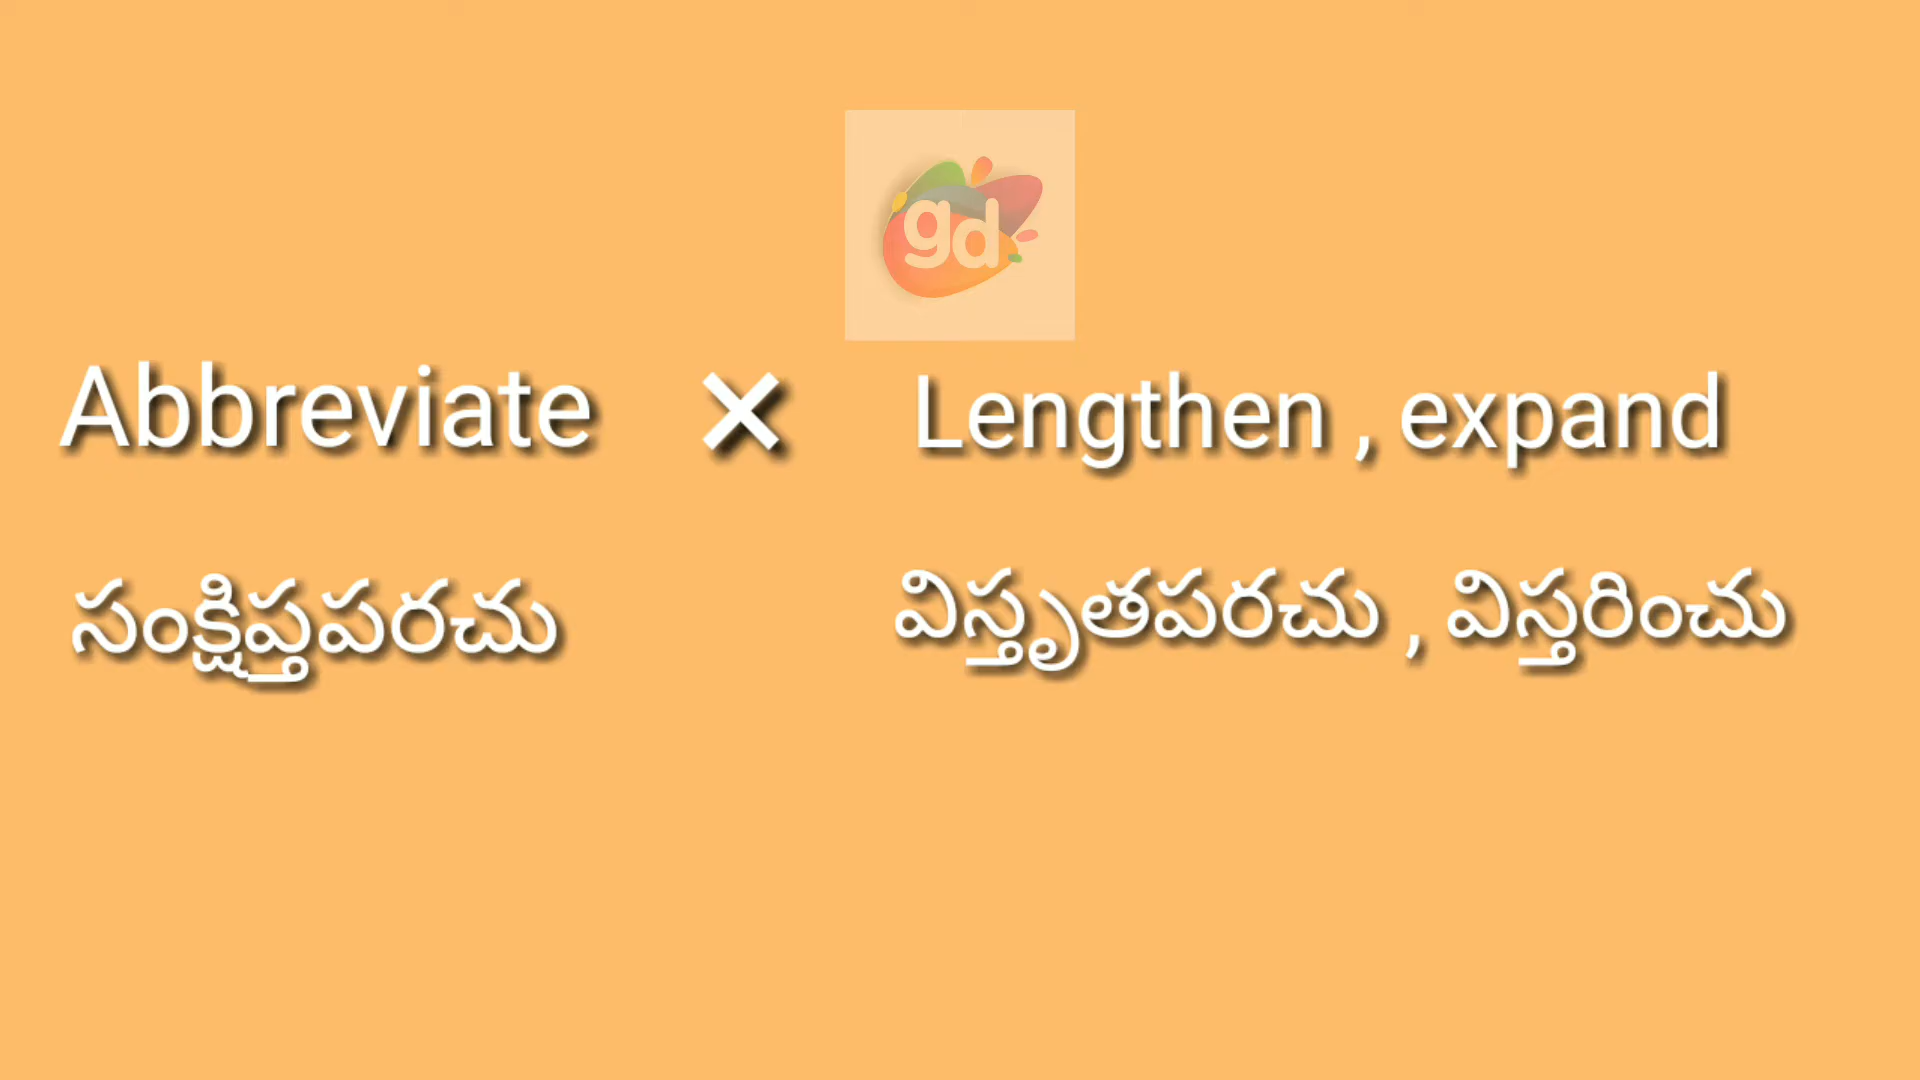 gd
Abbreviate × Lengthen , expand
సంక్షిప్తపరచు విస్తృతపరచు , విస్తరించు